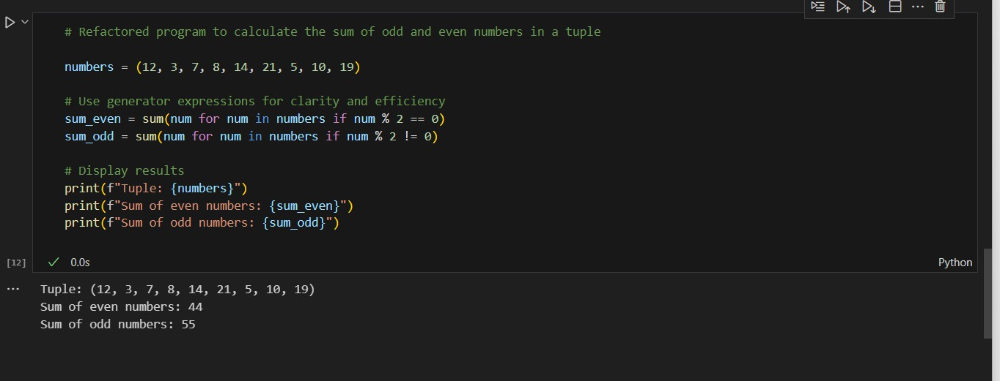 # Refactored program to calculate the sum of odd and even numbers in a tuple
numbers = (12, 3, 7, 8, 14, 21, 5, 10, 19)
# Use generator expressions for clarity and efficiency
sum_even = sum(num for num in numbers if num % 2 == 0)
sum_odd = sum(num for num in numbers if num % 2 != 0)
# Display results
print(f"Tuple: {numbers}")
print(f"Sum of even numbers: {sum_even}")
print(f"Sum of odd numbers: {sum_odd}")
[12] 0.0s Python
Tuple: (12, 3, 7, 8, 14, 21, 5, 10, 19)
Sum of even numbers: 44
Sum of odd numbers: 55